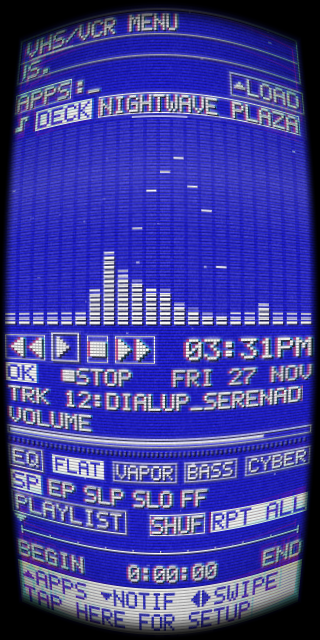 VHS/VCR MENU
IS.
APPS:_ ▲LOAD
♪ DECK NIGHTWAVE PLAZA
03:31PM
OK ■STOP FRI 27 NOV
TRK 12:DIALUP_SERENAD
VOLUME
EQ FLAT VAPOR BASS CYBER
SP EP SLP SLO FF
PLAYLIST SHUF RPT ALL
BEGIN 0:00:00 END
▲APPS ▼NOTIF ◀▶SWIPE
TAP HERE FOR SETUP